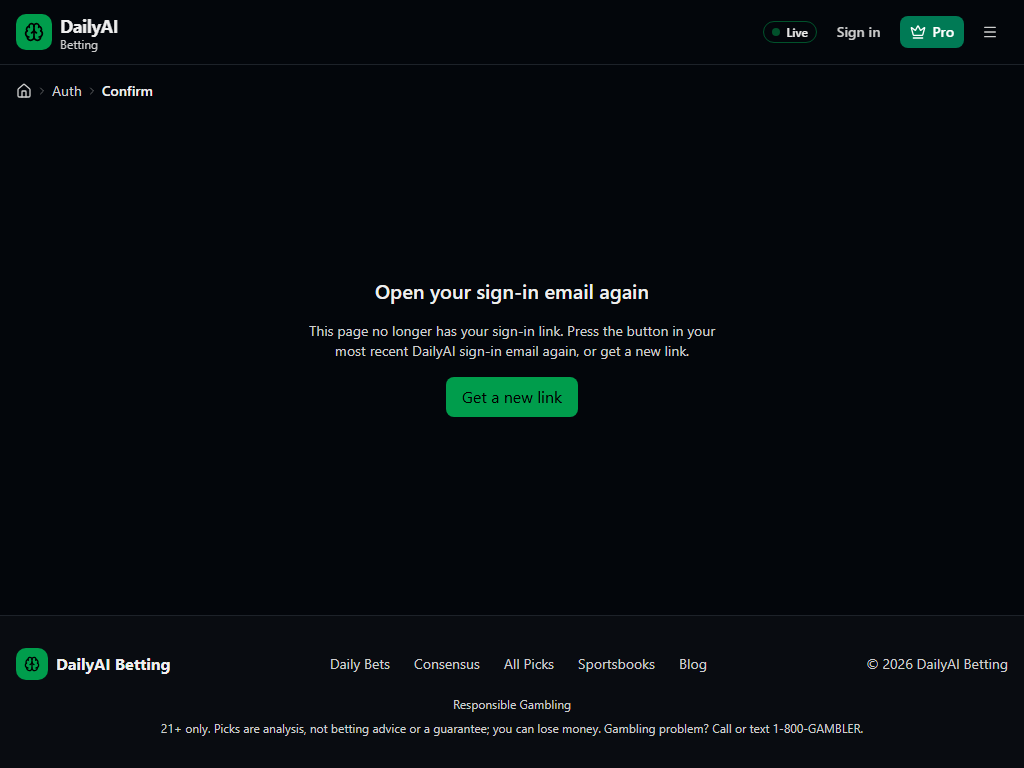 DailyAI
Betting
Live
Sign in
Pro
Auth
Confirm
Open your sign-in email again
This page no longer has your sign-in link. Press the button in your
most recent DailyAI sign-in email again, or get a new link.
Get a new link
DailyAI Betting
Daily Bets
Consensus
All Picks
Sportsbooks
Blog
© 2026 DailyAI Betting
Responsible Gambling
21+ only. Picks are analysis, not betting advice or a guarantee; you can lose money. Gambling problem? Call or text 1-800-GAMBLER.